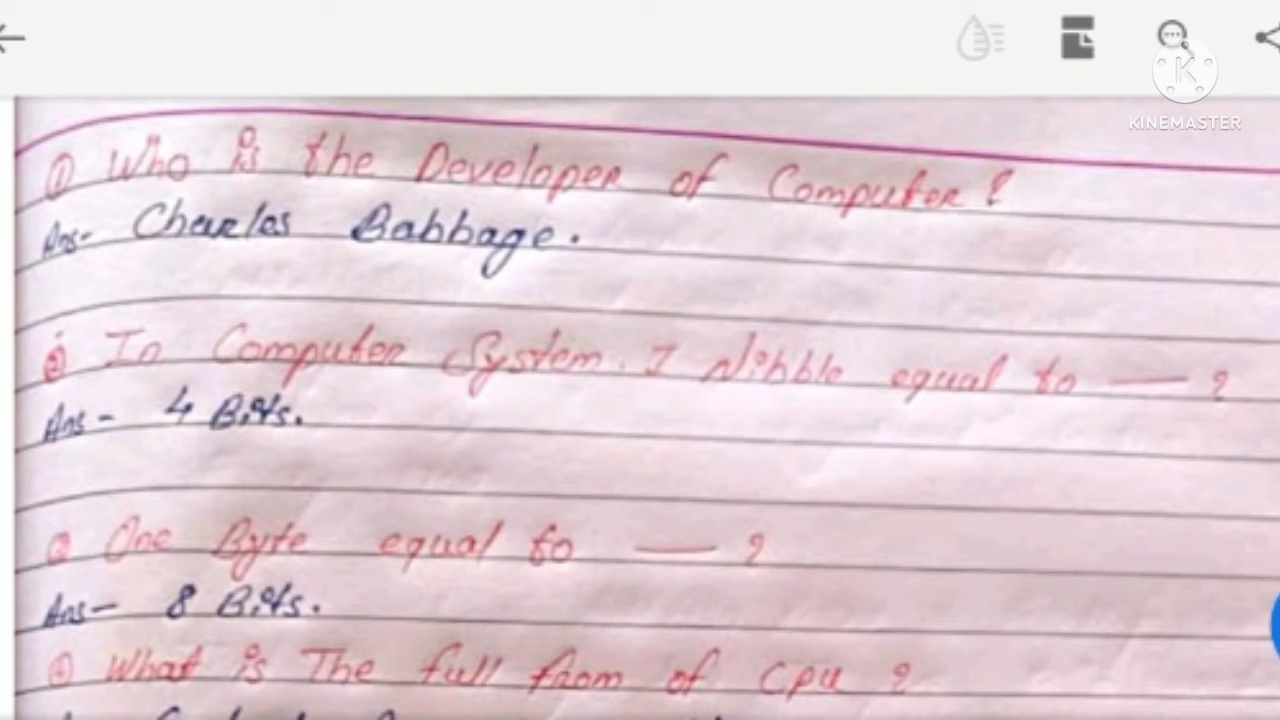 KINEMASTER
① Who is the Developer of Computer?
Ans- Charles Babbage.
② In Computer System. 1 Nibble equal to — ?
Ans- 4 Bits.
③ One Byte equal to — ?
Ans- 8 Bits.
④ What is The full from of CPU ?